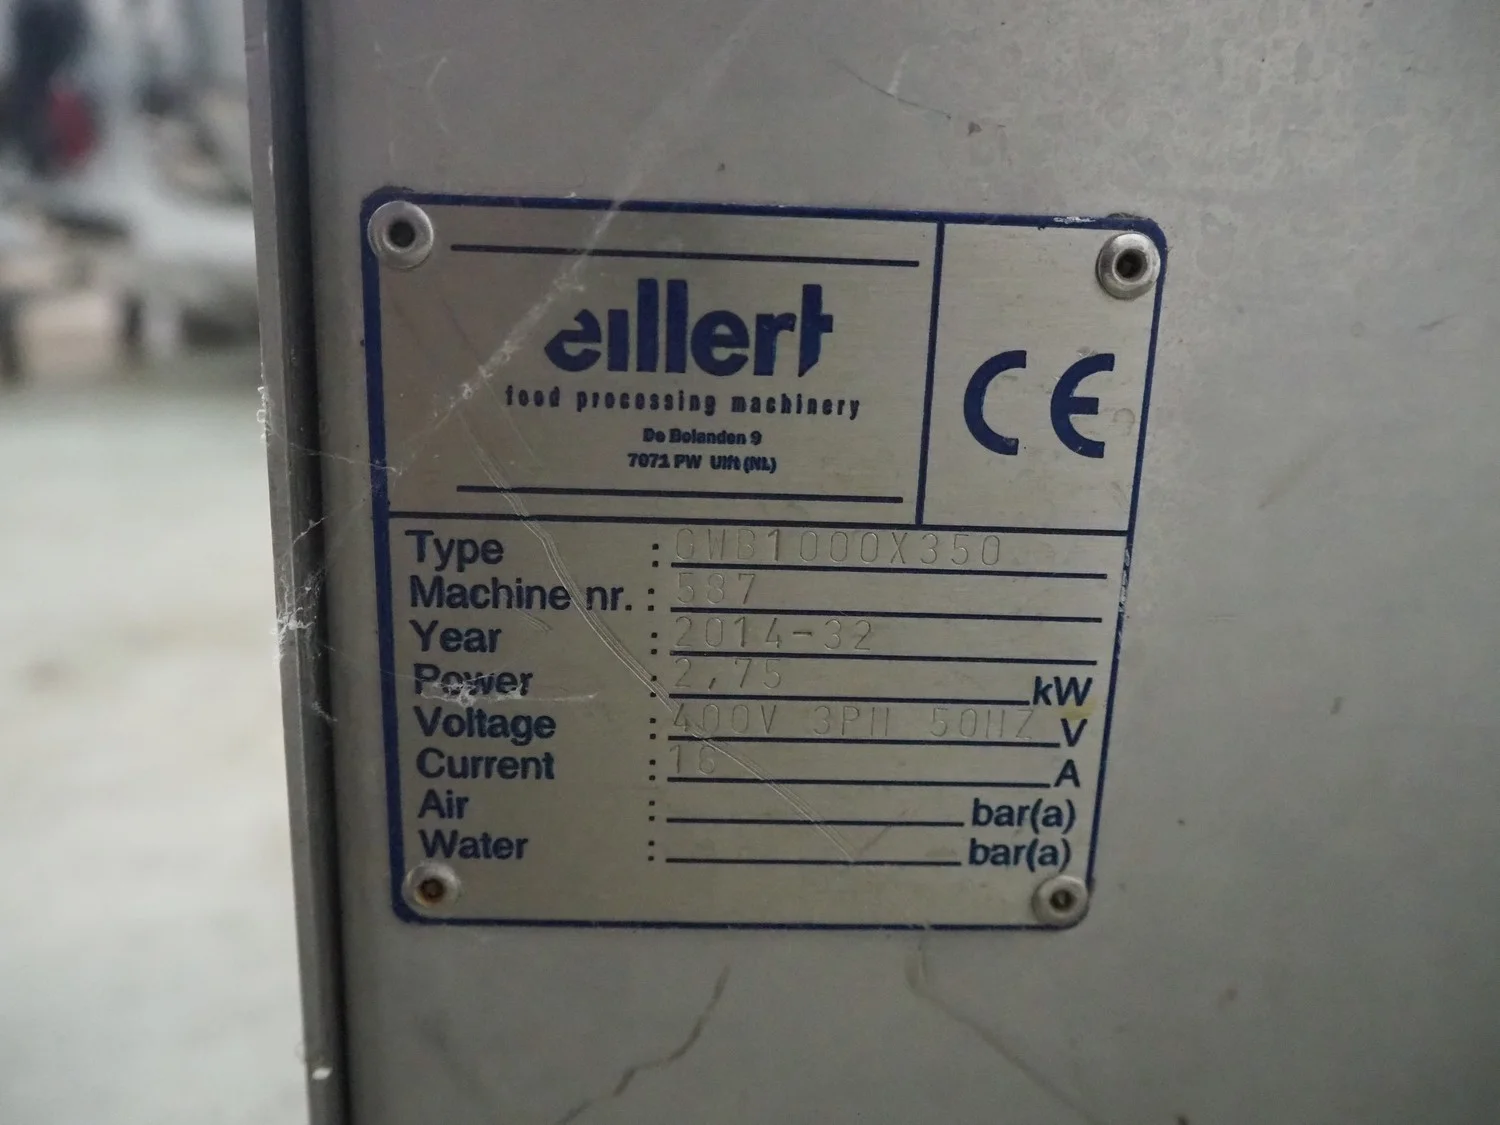 eillert
food processing machinery
De Bolanden 9
7071 PW Ulft (NL)
CE
Type : GWB1000X350
Machine nr. : 587
Year : 2014-32
Power : 2,75 kW
Voltage : 400V 3PH 50HZ V
Current : 16 A
Air : bar(a)
Water : bar(a)